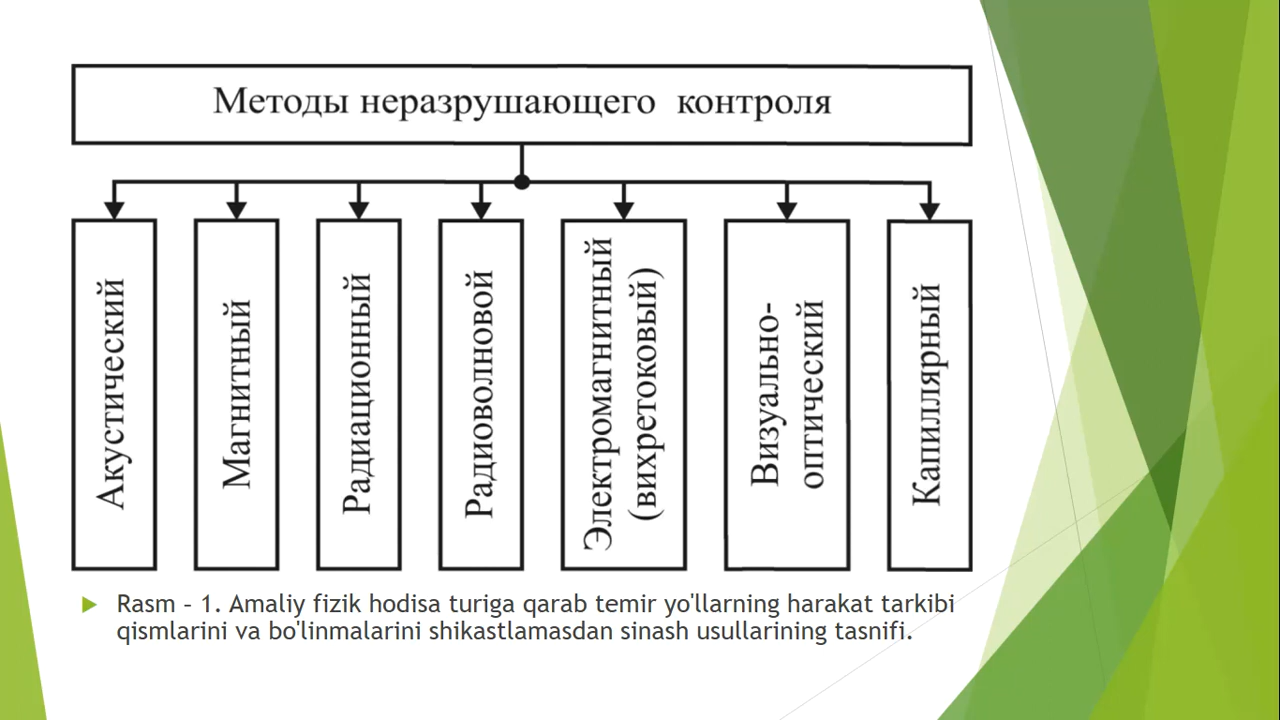 Методы неразрушающего контроля
Акустический
Магнитный
Радиационный
Радиоволновой
Электромагнитный
(вихретоковый)
Визуально-
оптический
Капиллярный
Rasm – 1. Amaliy fizik hodisa turiga qarab temir yo'llarning harakat tarkibi
qismlarini va bo'linmalarini shikastlamasdan sinash usullarining tasnifi.